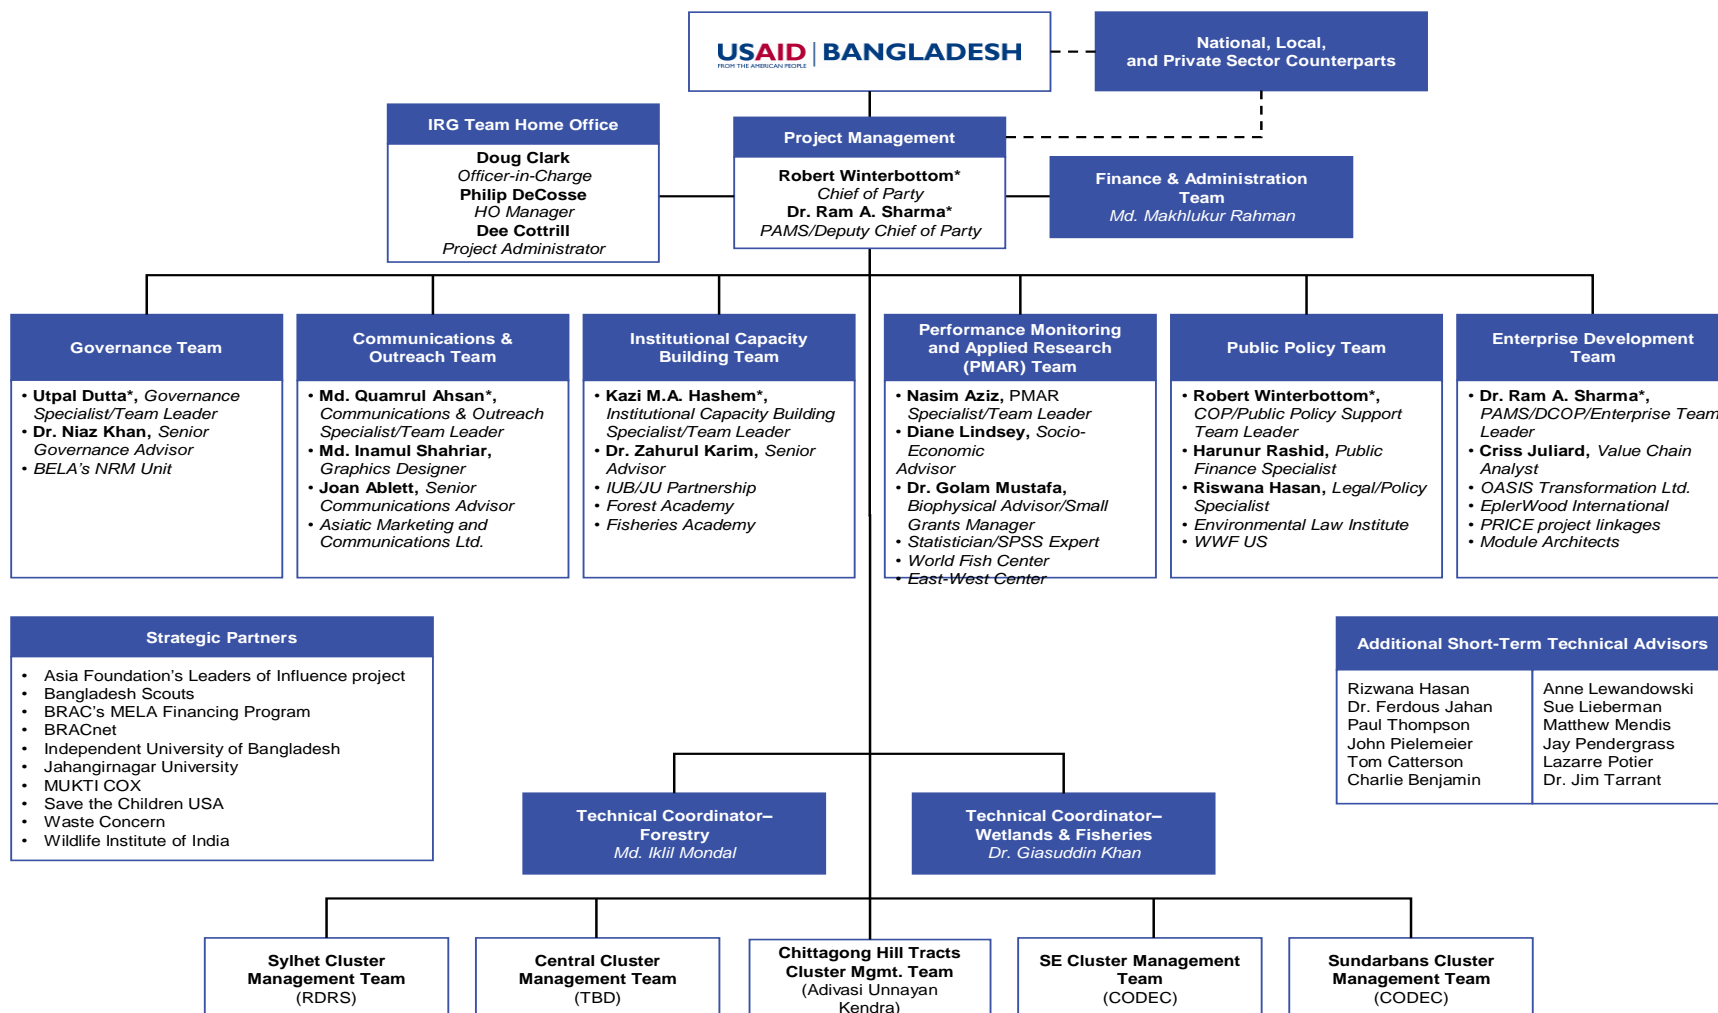 USAID | BANGLADESH
FROM THE AMERICAN PEOPLE
National, Local,
and Private Sector Counterparts
IRG Team Home Office
Doug Clark
Officer-in-Charge
Philip DeCosse
HO Manager
Dee Cottrill
Project Administrator
Project Management
Robert Winterbottom*
Chief of Party
Dr. Ram A. Sharma*
PAMS/Deputy Chief of Party
Finance & Administration
Team
Md. Makhlukur Rahman
Governance Team
• Utpal Dutta*, Governance
Specialist/Team Leader
• Dr. Niaz Khan, Senior
Governance Advisor
• BELA's NRM Unit
Communications &
Outreach Team
• Md. Quamrul Ahsan*,
Communications & Outreach
Specialist/Team Leader
• Md. Inamul Shahriar,
Graphics Designer
• Joan Ablett, Senior
Communications Advisor
• Asiatic Marketing and
Communications Ltd.
Institutional Capacity
Building Team
• Kazi M.A. Hashem*,
Institutional Capacity Building
Specialist/Team Leader
• Dr. Zahurul Karim, Senior
Advisor
• IUB/JU Partnership
• Forest Academy
• Fisheries Academy
Performance Monitoring
and Applied Research
(PMAR) Team
• Nasim Aziz, PMAR
Specialist/Team Leader
• Diane Lindsey, Socio-
Economic
Advisor
• Dr. Golam Mustafa,
Biophysical Advisor/Small
Grants Manager
• Statistician/SPSS Expert
• World Fish Center
• East-West Center
Public Policy Team
• Robert Winterbottom*,
COP/Public Policy Support
Team Leader
• Harunur Rashid, Public
Finance Specialist
• Riswana Hasan, Legal/Policy
Specialist
• Environmental Law Institute
• WWF US
Enterprise Development
Team
• Dr. Ram A. Sharma*,
PAMS/DCOP/Enterprise Team
Leader
• Criss Juliard, Value Chain
Analyst
• OASIS Transformation Ltd.
• EplerWood International
• PRICE project linkages
• Module Architects
Strategic Partners
• Asia Foundation's Leaders of Influence project
• Bangladesh Scouts
• BRAC's MELA Financing Program
• BRACnet
• Independent University of Bangladesh
• Jahangirnagar University
• MUKTI COX
• Save the Children USA
• Waste Concern
• Wildlife Institute of India
Additional Short-Term Technical Advisors
Rizwana Hasan
Dr. Ferdous Jahan
Paul Thompson
John Pielemeier
Tom Catterson
Charlie Benjamin
Anne Lewandowski
Sue Lieberman
Matthew Mendis
Jay Pendergrass
Lazarre Potier
Dr. Jim Tarrant
Technical Coordinator–
Forestry
Md. Iklil Mondal
Technical Coordinator–
Wetlands & Fisheries
Dr. Giasuddin Khan
Sylhet Cluster
Management Team
(RDRS)
Central Cluster
Management Team
(TBD)
Chittagong Hill Tracts
Cluster Mgmt. Team
(Adivasi Unnayan
Kendra)
SE Cluster Management
Team
(CODEC)
Sundarbans Cluster
Management Team
(CODEC)